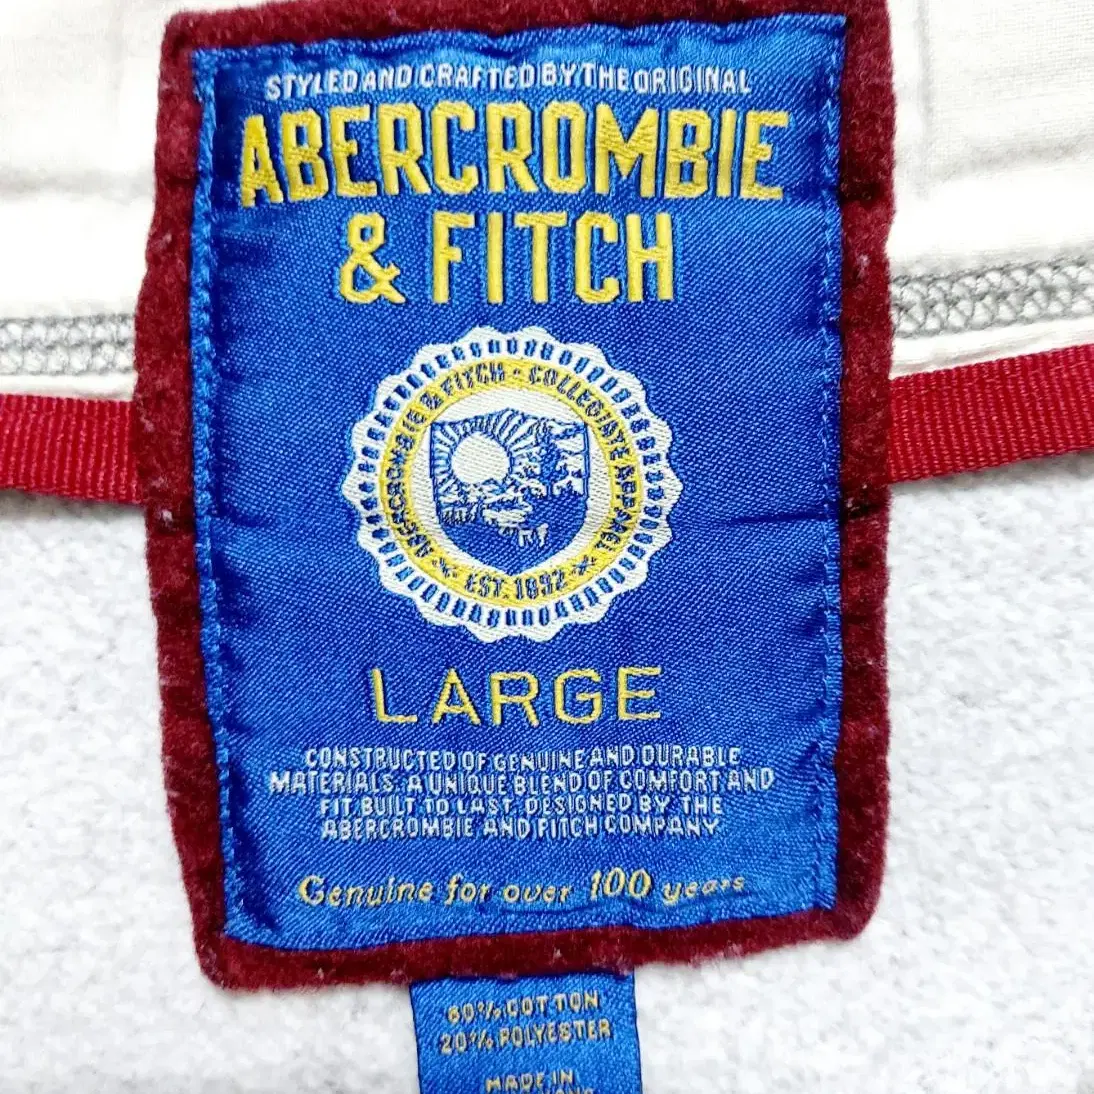 STYLED AND CRAFTED BY THE ORIGINAL
ABERCROMBIE
& FITCH
ABERCROMBIE & FITCH - COLLEGIATE APPAREL
EST. 1892
LARGE
CONSTRUCTED OF GENUINE AND DURABLE
MATERIALS. A UNIQUE BLEND OF COMFORT AND
FIT. BUILT TO LAST. DESIGNED BY THE
ABERCROMBIE AND FITCH COMPANY
Genuine for over 100 years
80% COTTON
20% POLYESTER
MADE IN